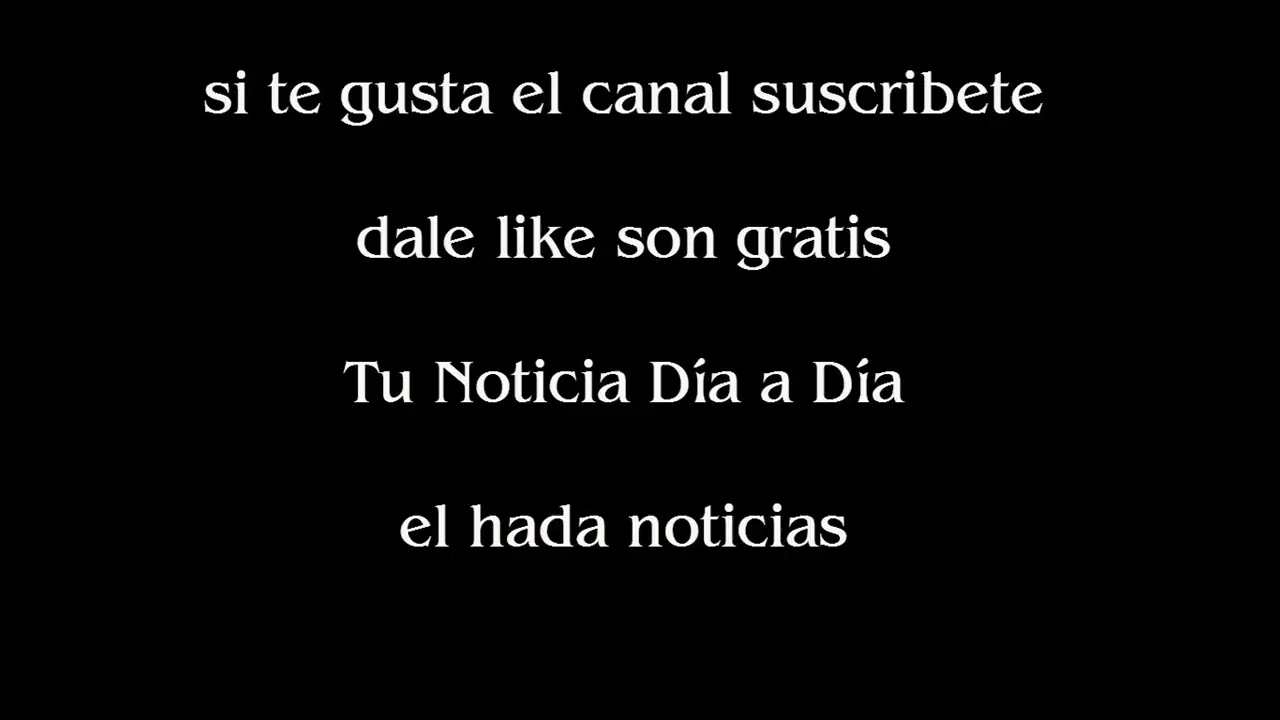 si te gusta el canal suscribete
dale like son gratis
Tu Noticia Día a Día
el hada noticias